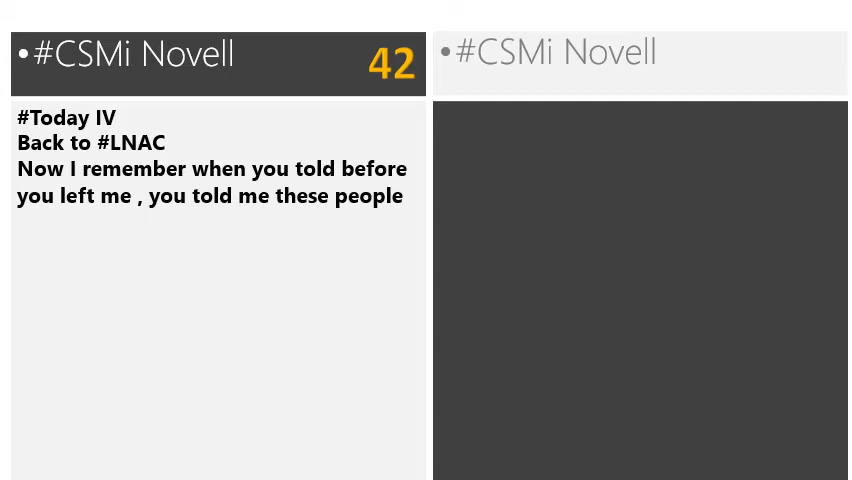 •#CSMi Novell
42
•#CSMi Novell
#Today IV
Back to #LNAC
Now I remember when you told before
you left me , you told me these people